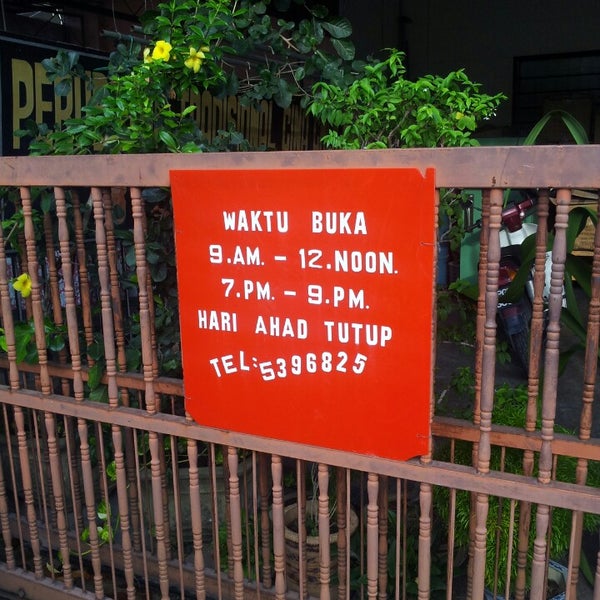 WAKTU BUKA
9.AM. - 12.NOON.
7.PM. - 9.PM.
HARI AHAD TUTUP
TEL:5396825